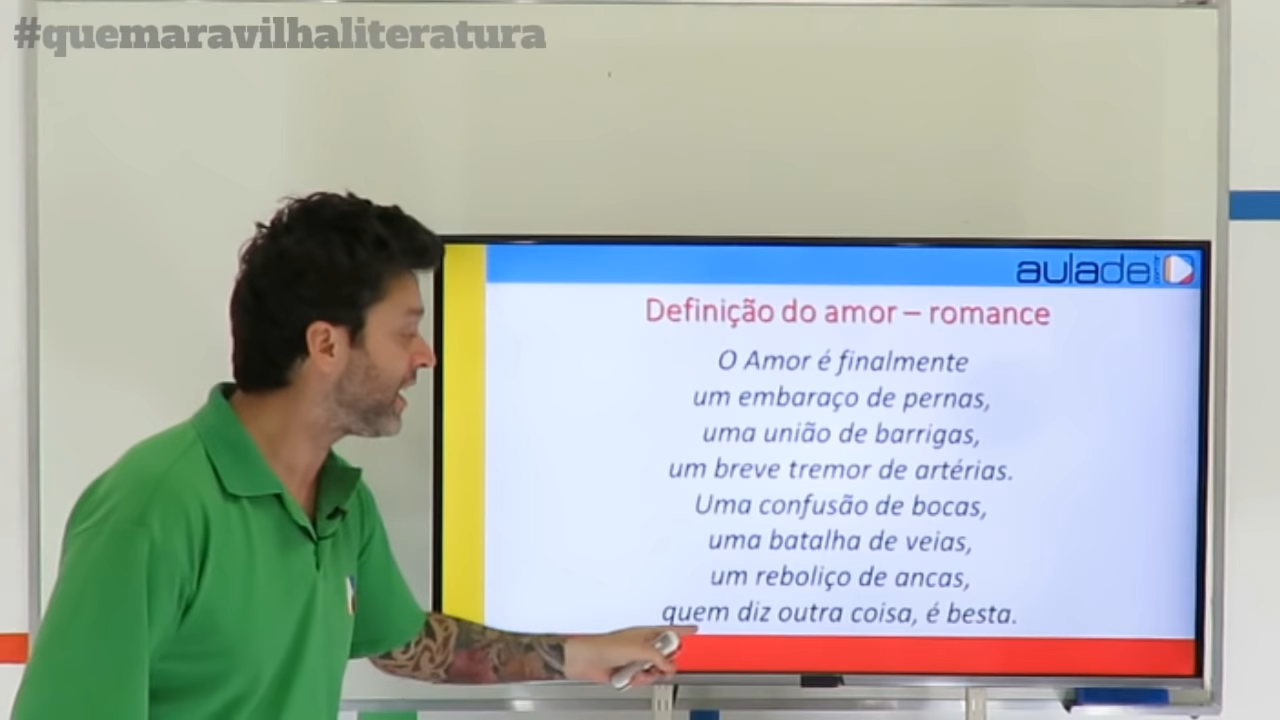 #quemaravilhaliteratura
aulade
Definição do amor – romance
O Amor é finalmente
um embaraço de pernas,
uma união de barrigas,
um breve tremor de artérias.
Uma confusão de bocas,
uma batalha de veias,
um reboliço de ancas,
quem diz outra coisa, é besta.